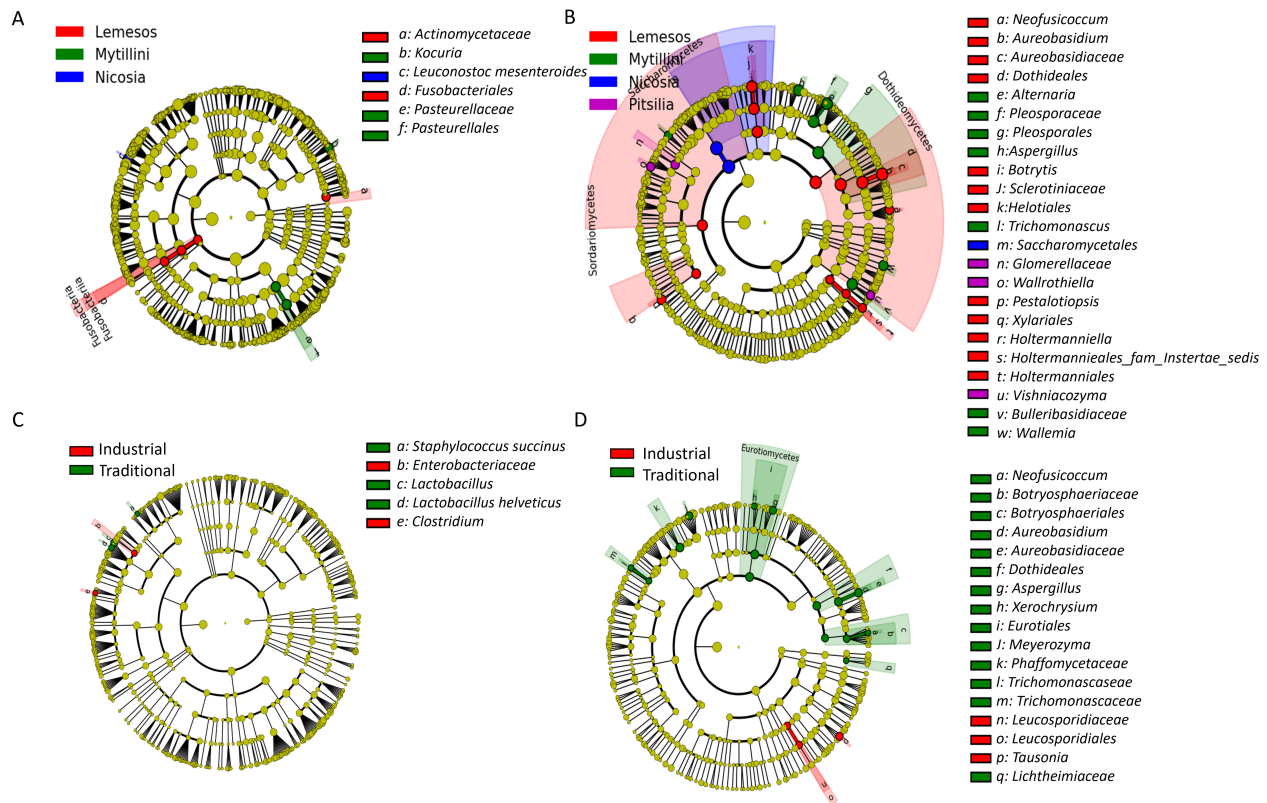 A
Lemesos
Mytillini
Nicosia
a: Actinomycetaceae
b: Kocuria
c: Leuconostoc mesenteroides
d: Fusobacteriales
e: Pasteurellaceae
f: Pasteurellales
a
d
Fusobacteriia
Fusobacteriia
e
B
Lemesos
Mytillini
Nicosia
Pitsilia
Saccharomycetes
Dothideomycetes
Sordariomycetes
k
j
g
d
c
n
w
v
s
t
a: Neofusicoccum
b: Aureobasidium
c: Aureobasidiaceae
d: Dothideales
e: Alternaria
f: Pleosporaceae
g: Pleosporales
h:Aspergillus
i: Botrytis
J: Sclerotiniaceae
k:Helotiales
l: Trichomonascus
m: Saccharomycetales
n: Glomerellaceae
o: Wallrothiella
p: Pestalotiopsis
q: Xylariales
r: Holtermanniella
s: Holtermannieales_fam_Instertae_sedis
t: Holtermanniales
u: Vishniacozyma
v: Bulleribasidiaceae
w: Wallemia
C
Industrial
Traditional
a: Staphylococcus succinus
b: Enterobacteriaceae
c: Lactobacillus
d: Lactobacillus helveticus
e: Clostridium
D
Industrial
Traditional
Eurotiomycetes
i
h
g
k
m
f
e
c
b
a
q
p
n
o
a: Neofusicoccum
b: Botryosphaeriaceae
c: Botryosphaeriales
d: Aureobasidium
e: Aureobasidiaceae
f: Dothideales
g: Aspergillus
h: Xerochrysium
i: Eurotiales
J: Meyerozyma
k: Phaffomycetaceae
l: Trichomonascaseae
m: Trichomonascaceae
n: Leucosporidiaceae
o: Leucosporidiales
p: Tausonia
q: Lichtheimiaceae